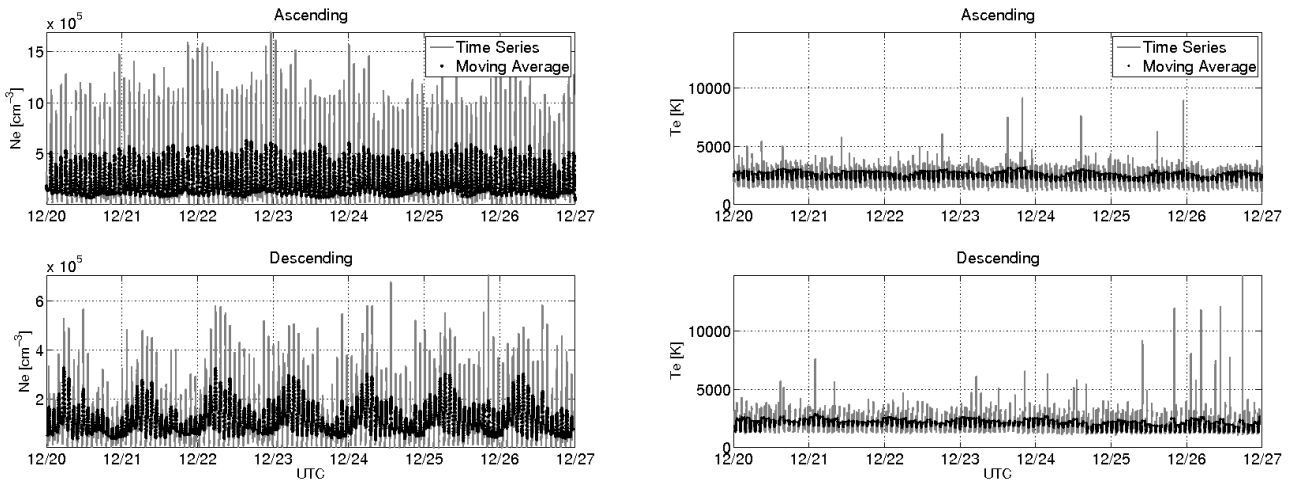 Ascending
x 10⁵
15
10
5
Ne [cm⁻³]
Time Series
Moving Average
12/20 12/21 12/22 12/23 12/24 12/25 12/26 12/27
Ascending
10000
5000
0
Te [K]
Time Series
Moving Average
12/20 12/21 12/22 12/23 12/24 12/25 12/26 12/27
Descending
x 10⁵
6
4
2
Ne [cm⁻³]
12/20 12/21 12/22 12/23 12/24 12/25 12/26 12/27
UTC
Descending
10000
5000
0
Te [K]
12/20 12/21 12/22 12/23 12/24 12/25 12/26 12/27
UTC